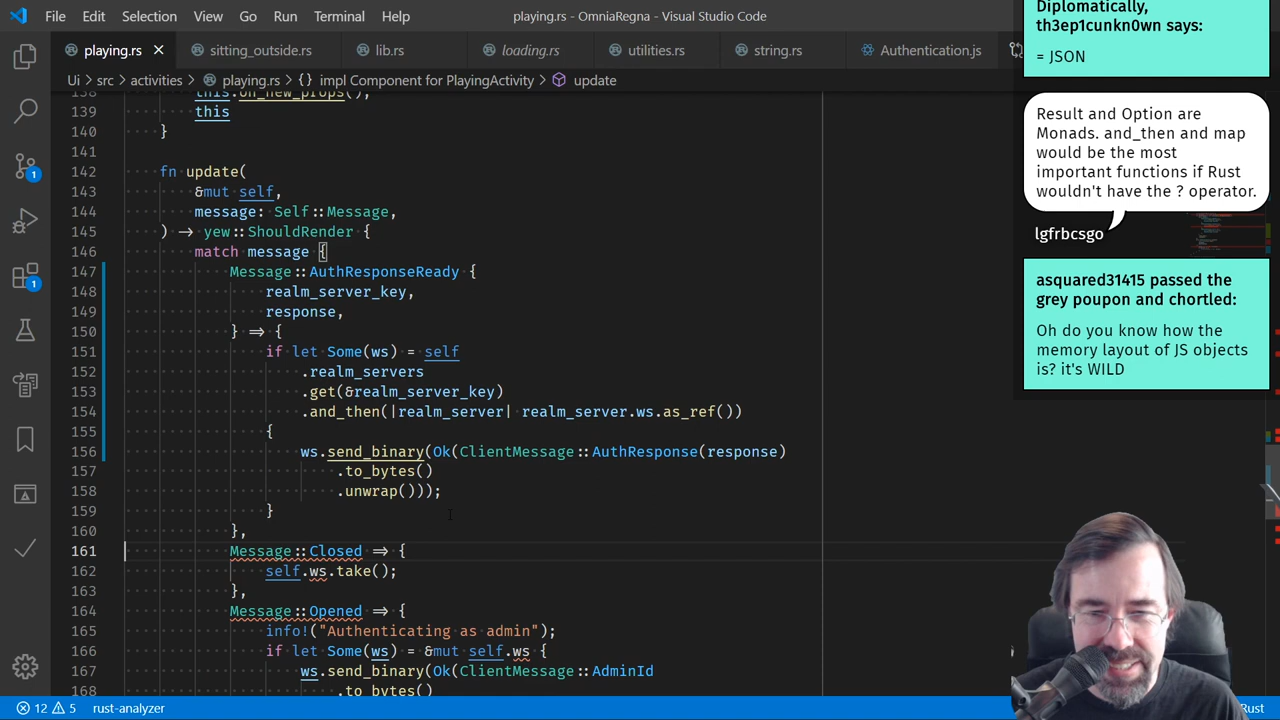 File Edit Selection View Go Run Terminal Help
playing.rs • OmniaRegna - Visual Studio Code
playing.rs
sitting_outside.rs
lib.rs
loading.rs
utilities.rs
string.rs
Authentication.js
Ui > src > activities > playing.rs > {} impl Component for PlayingActivity > update
138 this.on_new_props();
139 this
140 }
141
142 fn update(
143 &mut self,
144 message: Self::Message,
145 ) → yew::ShouldRender {
146 match message {
147 Message::AuthResponseReady {
148 realm_server_key,
149 response,
150 } ⇒ {
151 if let Some(ws) = self
152 .realm_servers
153 .get(&realm_server_key)
154 .and_then(|realm_server| realm_server.ws.as_ref())
155 {
156 ws.send_binary(Ok(ClientMessage::AuthResponse(response)
157 .to_bytes()
158 .unwrap()));
159 }
160 },
161 Message::Closed ⇒ {
162 self.ws.take();
163 },
164 Message::Opened ⇒ {
165 info!("Authenticating as admin");
166 if let Some(ws) = &mut self.ws {
167 ws.send_binary(Ok(ClientMessage::AdminId
168 .to_bytes()
1
1
12 5 rust-analyzer
Rust
Diplomatically,
th3ep1cunkn0wn says:
= JSON
Result and Option are
Monads. and_then and map
would be the most
important functions if Rust
wouldn't have the ? operator.
lgfrbcsgo
asquared31415 passed the
grey poupon and chortled:
Oh do you know how the
memory layout of JS objects
is? it's WILD